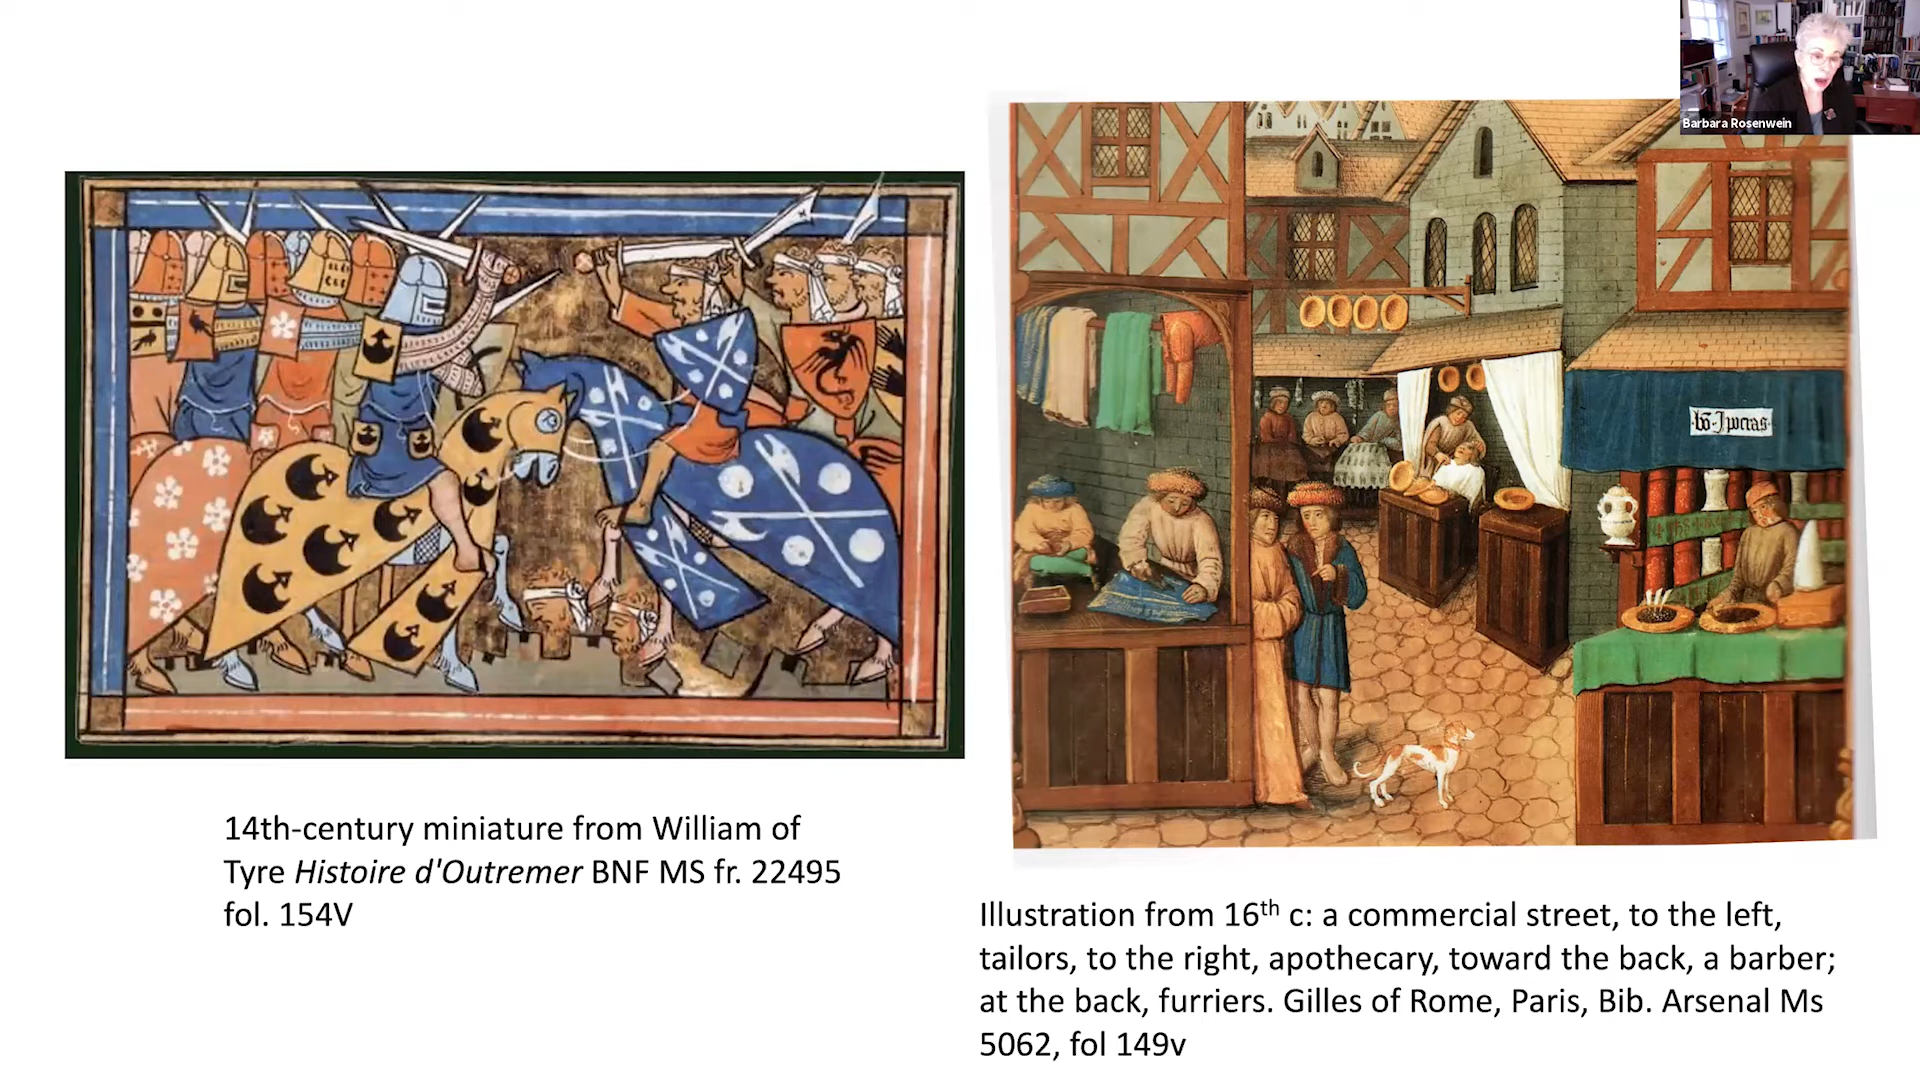 Barbara Rosenwein
14th-century miniature from William of
Tyre Histoire d'Outremer BNF MS fr. 22495
fol. 154V
Illustration from 16th c: a commercial street, to the left,
tailors, to the right, apothecary, toward the back, a barber;
at the back, furriers. Gilles of Rome, Paris, Bib. Arsenal Ms
5062, fol 149v